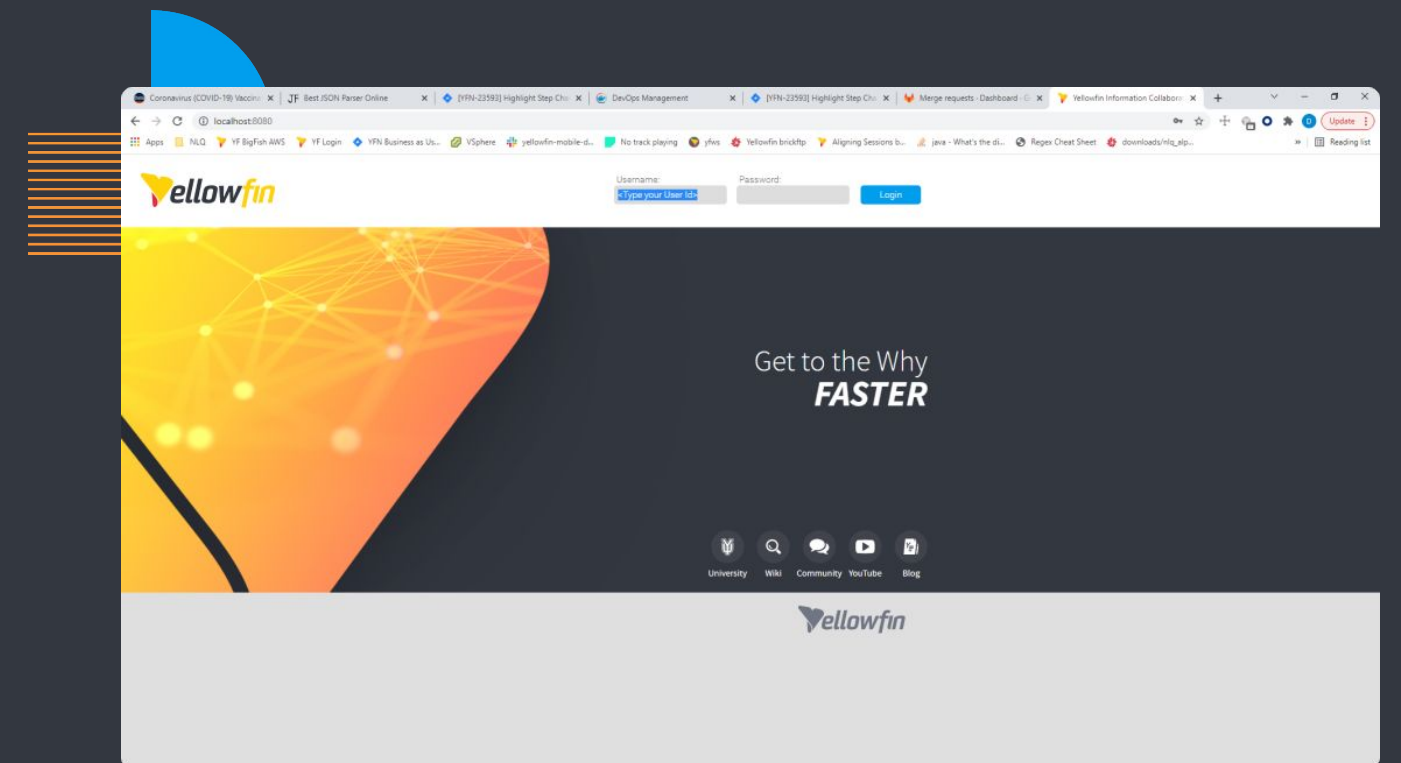 Coronavirus (COVID-19) Vaccina
JF Best JSON Parser Online
[YFN-23593] Highlight Step Cha
DevOps Management
[YFN-23593] Highlight Step Cha
Merge requests · Dashboard · G
Yellowfin Information Collabora
localhost:8080
Update
Apps
NLQ
YF BigFish AWS
YF Login
YFN Business as Us...
VSphere
yellowfin-mobile-d...
No track playing
yfws
Yellowfin brickftp
Aligning Sessions b...
java - What's the di...
Regex Cheat Sheet
downloads/nlq_alp...
»
Reading list
Yellowfin
Username:
Password:
<Type your User Id>
Login
Get to the Why
FASTER
University
Wiki
Community
YouTube
Blog
Yellowfin